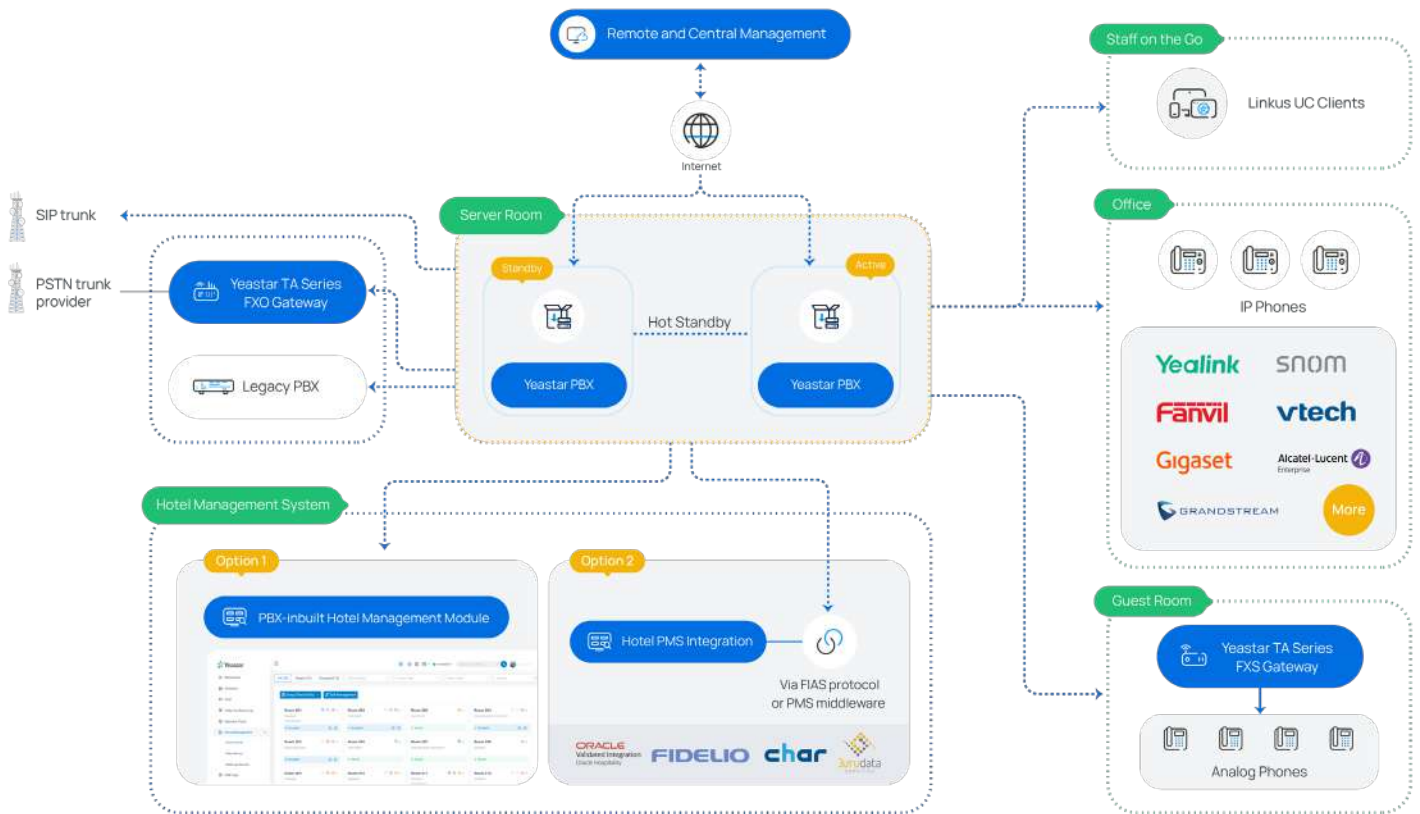 Remote and Central Management
Internet
Staff on the Go
Linkus UC Clients
SIP trunk
PSTN trunk
provider
Yeastar TA Series
FXO Gateway
Legacy PBX
Server Room
Standby
Yeastar PBX
Hot Standby
Active
Yeastar PBX
Office
IP Phones
Yealink
snom
Fanvil
vtech
Gigaset
Alcatel-Lucent
Enterprise
GRANDSTREAM
More
Hotel Management System
Option 1
PBX-inbuilt Hotel Management Module
Yeastar
Option 2
Hotel PMS Integration
Via FIAS protocol
or PMS middleware
ORACLE
Validated Integration
Oracle Hospitality
FIDELIO
char
Jurudata
Guest Room
Yeastar TA Series
FXS Gateway
Analog Phones